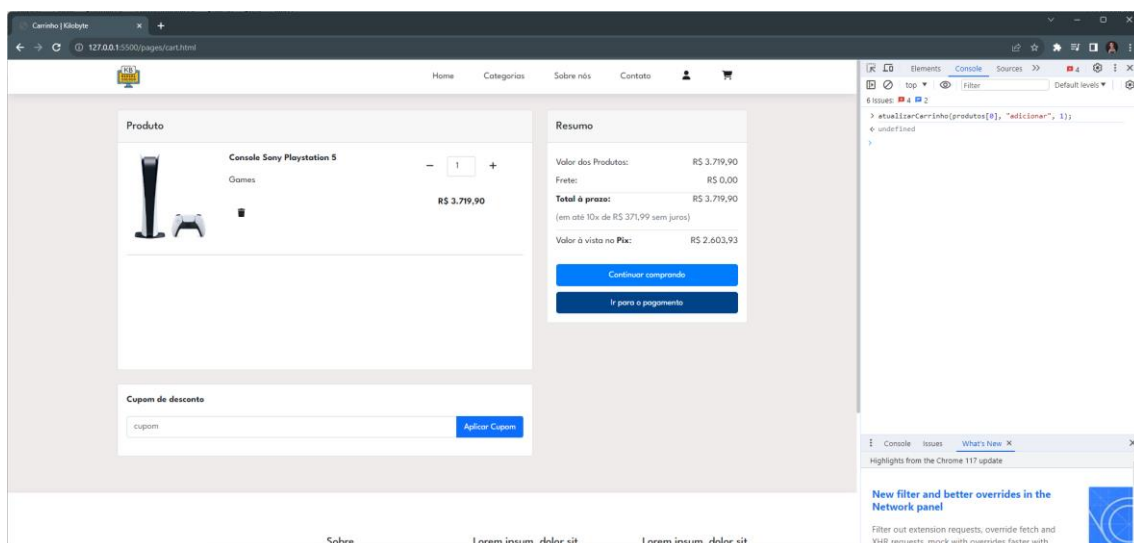 Carrinho | Kilobyte
127.0.0.1:5500/pages/cart.html
KB
Home Categorias Sobre nós Contato
Produto
Console Sony Playstation 5
Games
1
R$ 3.719,90
Resumo
Valor dos Produtos: R$ 3.719,90
Frete: R$ 0,00
Total à prazo: R$ 3.719,90
(em até 10x de R$ 371,99 sem juros)
Valor à vista no Pix: R$ 2.603,93
Continuar comprando
Ir para o pagamento
Cupom de desconto
cupom
Aplicar Cupom
Sobre Lorem ipsum, dolor sit Lorem ipsum, dolor sit
Elements Console Sources 4
top Filter Default levels
6 Issues: 4 2
> atualizarCarrinho(produtos[0], "adicionar", 1);
undefined
>
Console Issues What's New
Highlights from the Chrome 117 update
New filter and better overrides in the
Network panel
Filter out extension requests, override fetch and
XHR requests, mock with overrides faster with